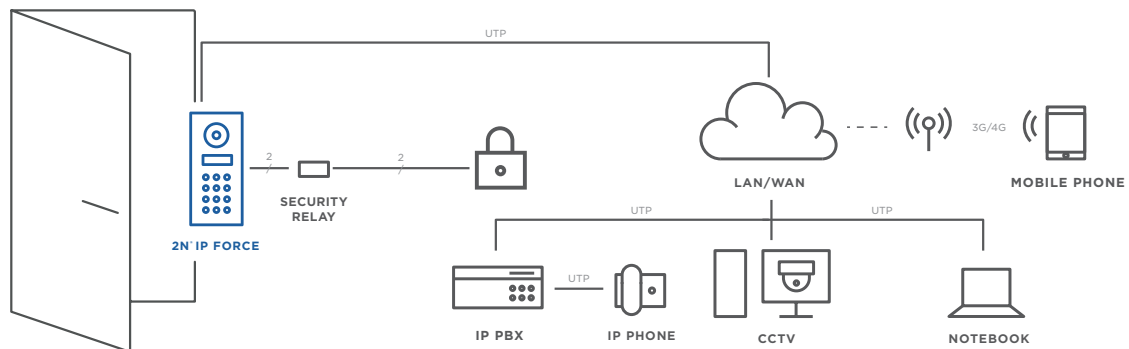 UTP
2
2
SECURITY
RELAY
2N° IP FORCE
LAN/WAN
3G/4G
MOBILE PHONE
UTP
UTP
UTP
IP PBX
IP PHONE
CCTV
NOTEBOOK